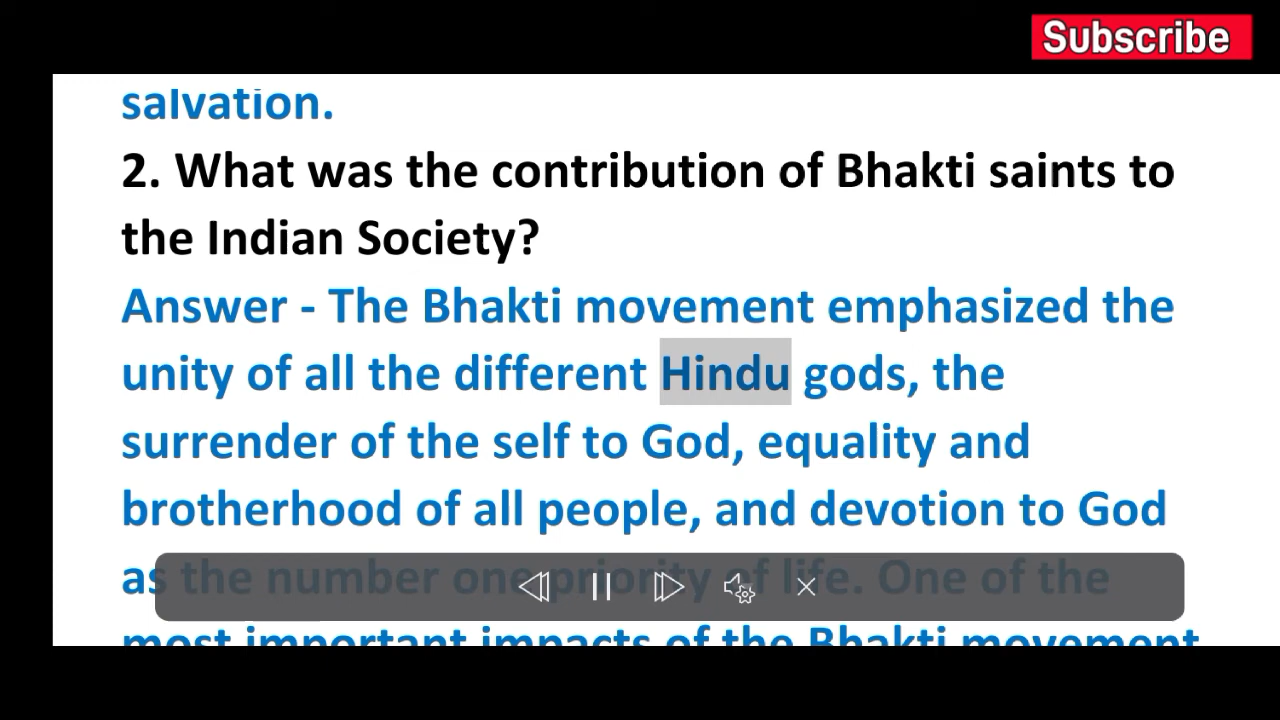 Subscribe
salvation.
2. What was the contribution of Bhakti saints to
the Indian Society?
Answer - The Bhakti movement emphasized the
unity of all the different Hindu gods, the
surrender of the self to God, equality and
brotherhood of all people, and devotion to God
as the number one priority of life. One of the
most important impacts of the Bhakti movement